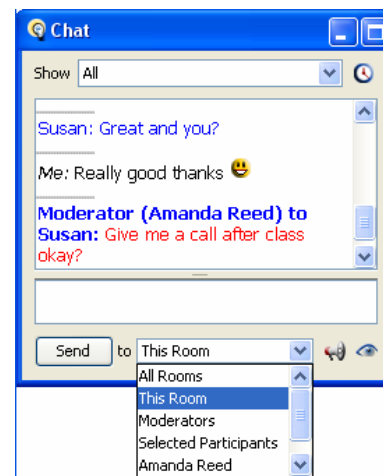 Chat
Show All
Susan: Great and you?
Me: Really good thanks
Moderator (Amanda Reed) to
Susan: Give me a call after class
okay?
Send to This Room
All Rooms
This Room
Moderators
Selected Participants
Amanda Reed